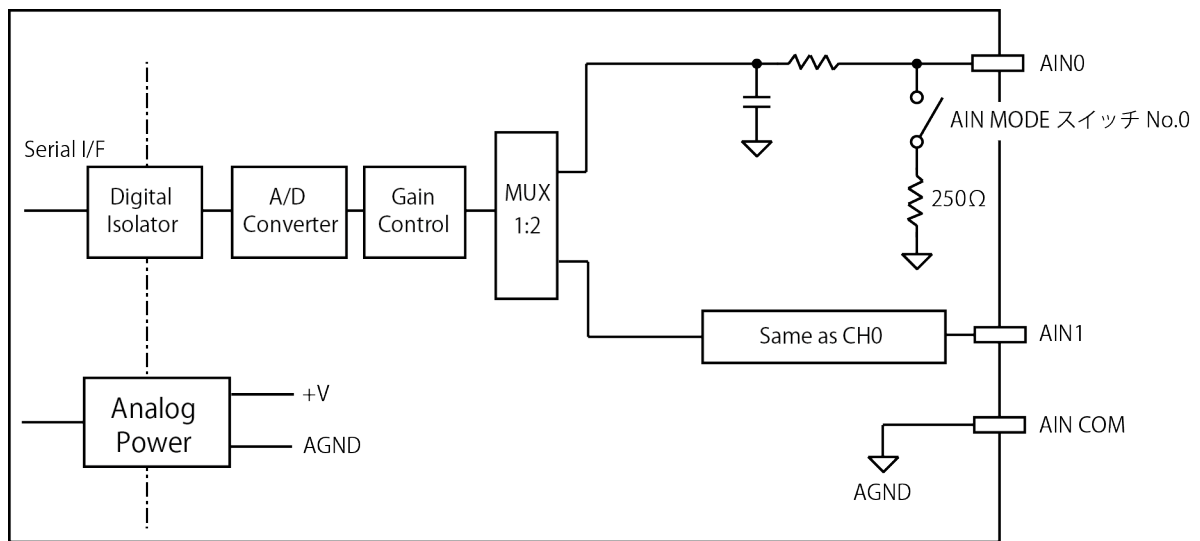 AIN0
AIN MODE スイッチ No.0
Serial I/F
Digital
Isolator
A/D
Converter
Gain
Control
MUX
1:2
250Ω
Same as CH0
AIN1
Analog
Power
+V
AGND
AIN COM
AGND